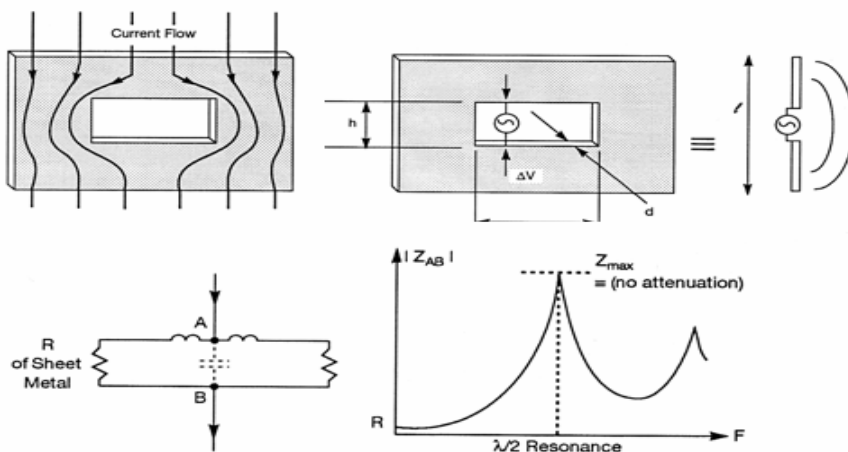 Current Flow
h
ΔV
d
≡
ℓ
R
of Sheet
Metal
A
B
| Z_AB |
Z_max
= (no attenuation)
R
λ/2 Resonance
F